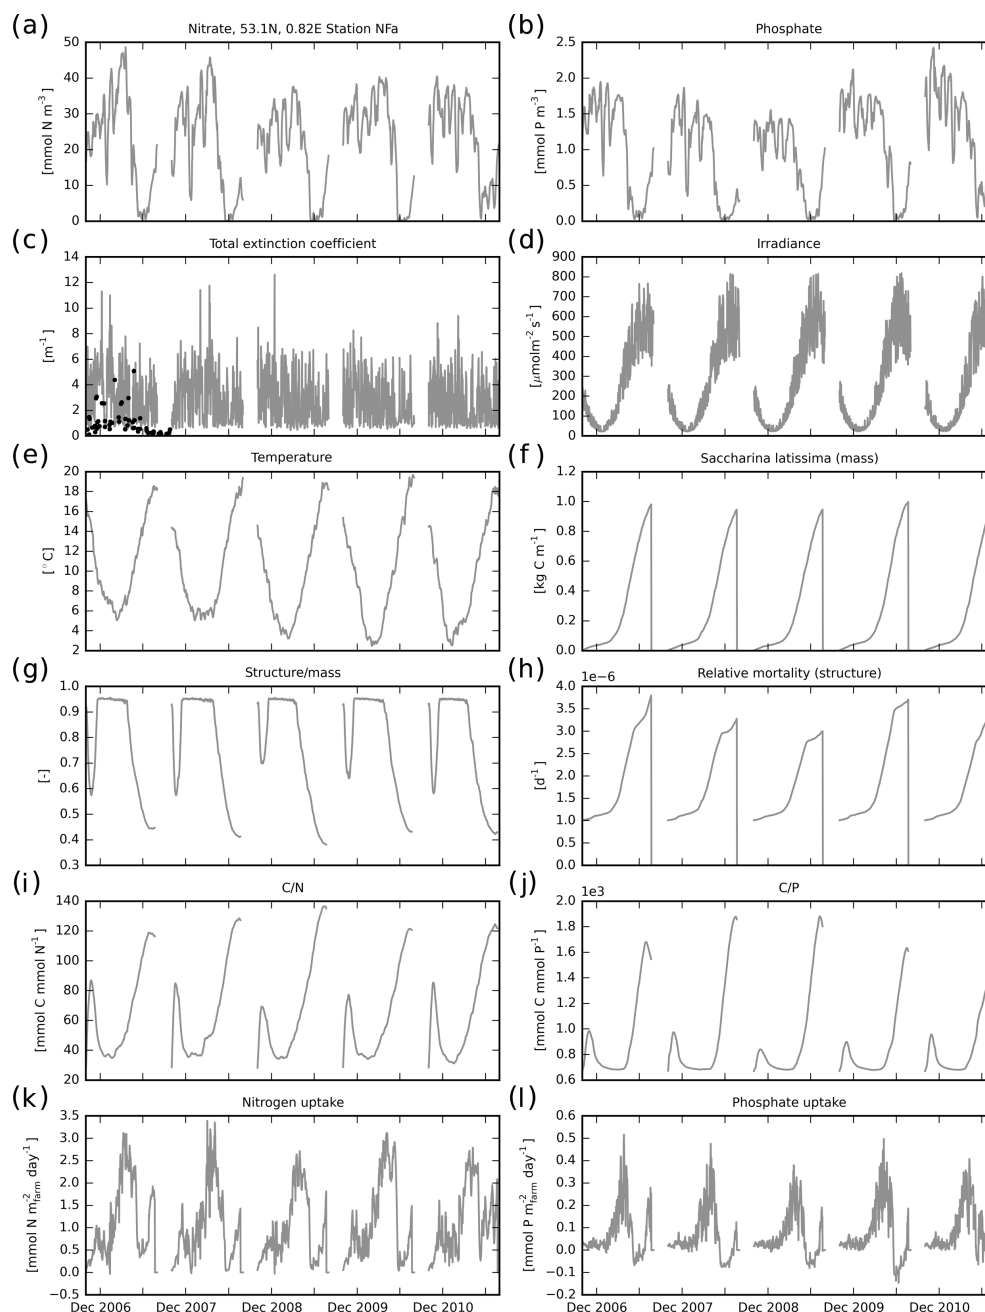 (a)
Nitrate, 53.1N, 0.82E Station NFa
50
40
30
20
10
0
[mmol N m-3]
(b)
Phosphate
2.5
2.0
1.5
1.0
0.5
0.0
[mmol P m-3]
(c)
Total extinction coefficient
14
12
10
8
6
4
2
0
[m-1]
(d)
Irradiance
900
800
700
600
500
400
300
200
100
0
[μmolm-2 s-1]
(e)
Temperature
20
18
16
14
12
10
8
6
4
2
[°C]
(f)
Saccharina latissima (mass)
1.2
1.0
0.8
0.6
0.4
0.2
0.0
[kg C m-1]
(g)
Structure/mass
1.0
0.9
0.8
0.7
0.6
0.5
0.4
0.3
[-]
(h)
Relative mortality (structure)
1e−6
4.0
3.5
3.0
2.5
2.0
1.5
1.0
0.5
0.0
[d-1]
(i)
C/N
140
120
100
80
60
40
20
[mmol C mmol N-1]
(j)
C/P
1e3
2.0
1.8
1.6
1.4
1.2
1.0
0.8
0.6
[mmol C mmol P-1]
(k)
Nitrogen uptake
3.5
3.0
2.5
2.0
1.5
1.0
0.5
0.0
−0.5
[mmol N m-2 farm day-1]
Dec 2006 Dec 2007 Dec 2008 Dec 2009 Dec 2010
(l)
Phosphate uptake
0.6
0.5
0.4
0.3
0.2
0.1
0.0
−0.1
−0.2
[mmol P m-2 farm day-1]
Dec 2006 Dec 2007 Dec 2008 Dec 2009 Dec 2010